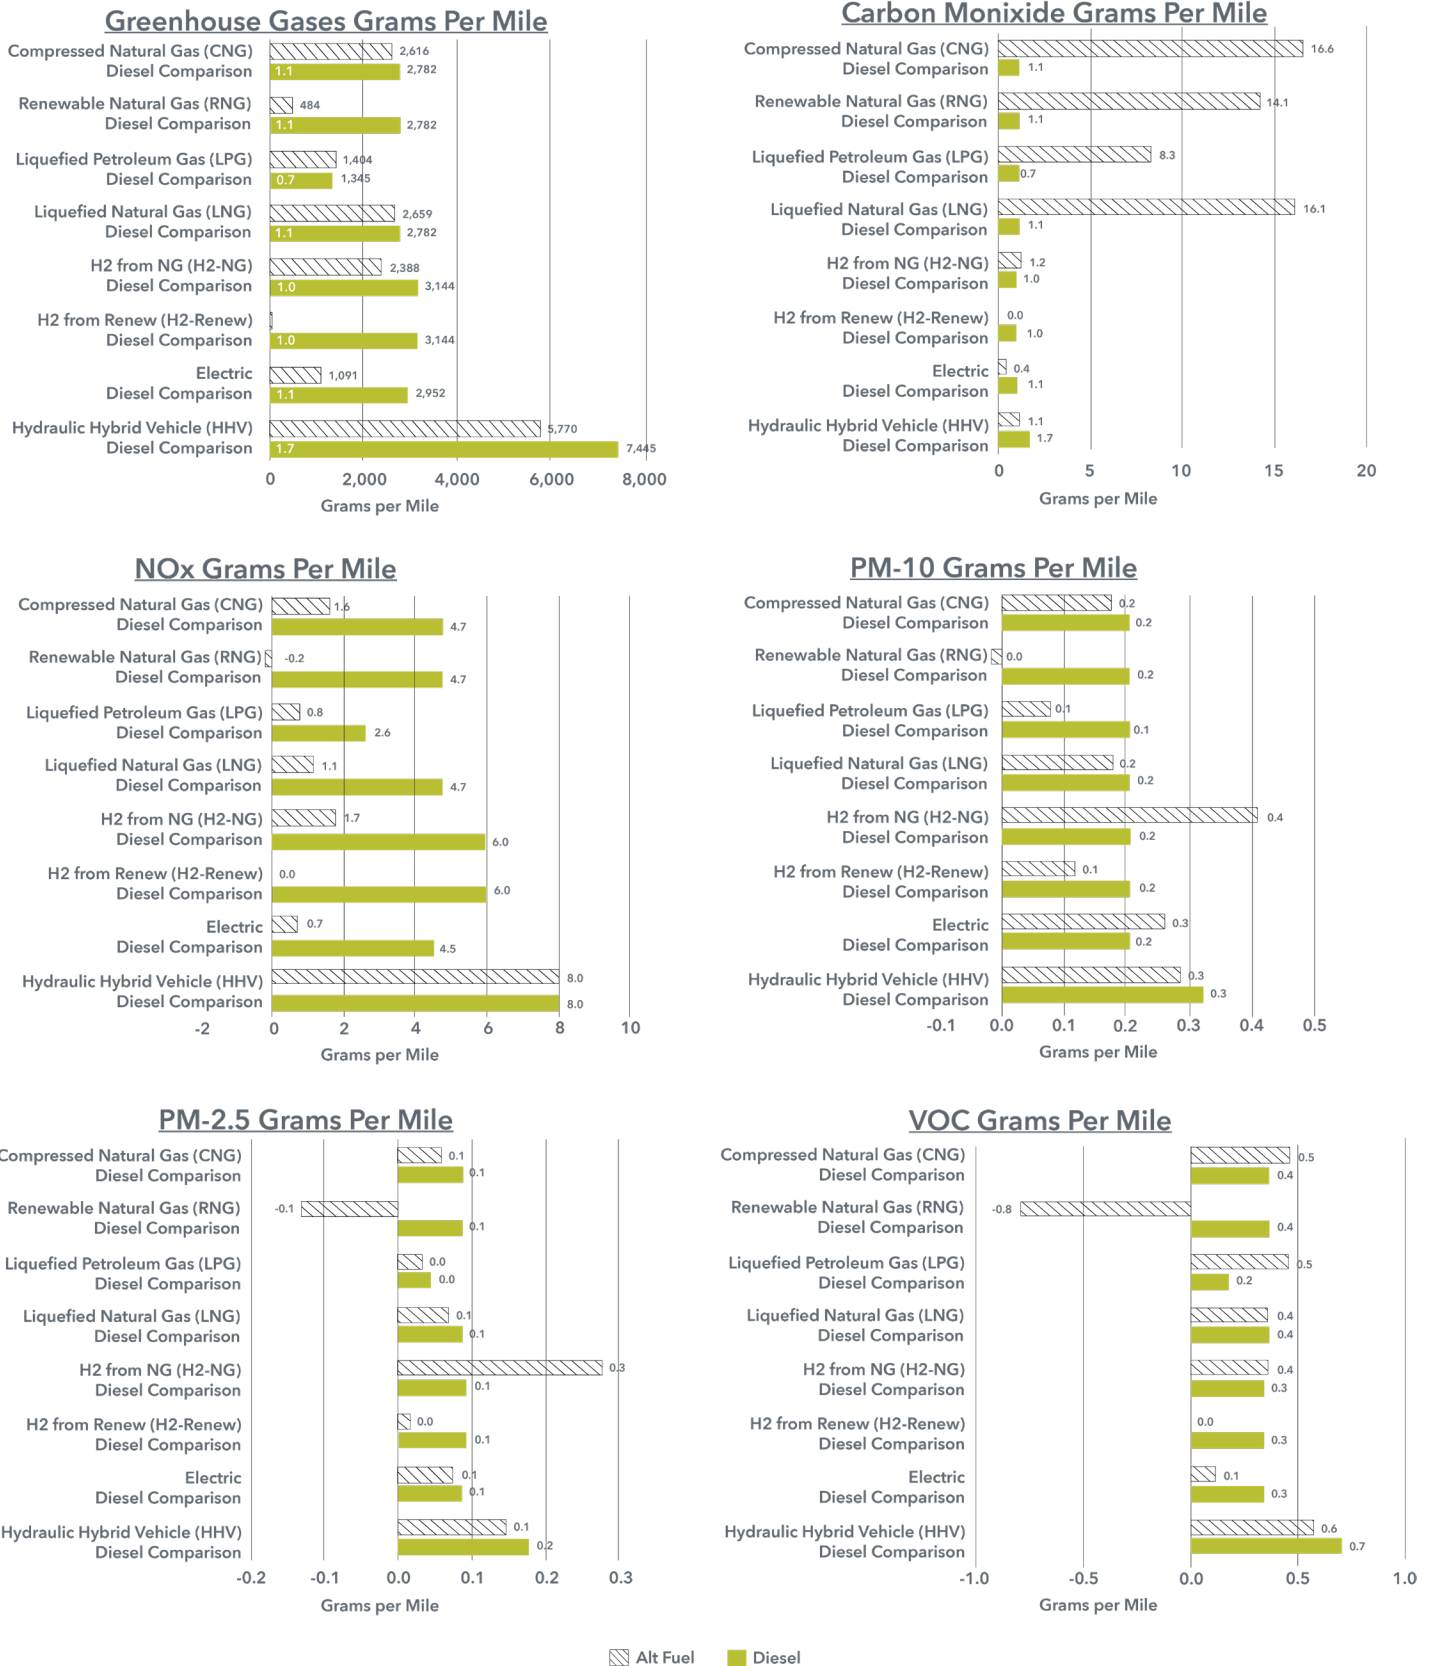 Greenhouse Gases Grams Per Mile
Compressed Natural Gas (CNG) 2,616
Diesel Comparison 1.1 2,782
Renewable Natural Gas (RNG) 484
Diesel Comparison 1.1 2,782
Liquefied Petroleum Gas (LPG) 1,404
Diesel Comparison 0.7 1,345
Liquefied Natural Gas (LNG) 2,659
Diesel Comparison 1.1 2,782
H2 from NG (H2-NG) 2,388
Diesel Comparison 1.0 3,144
H2 from Renew (H2-Renew)
Diesel Comparison 1.0 3,144
Electric 1,091
Diesel Comparison 1.1 2,952
Hydraulic Hybrid Vehicle (HHV) 5,770
Diesel Comparison 1.7 7,445
0 2,000 4,000 6,000 8,000
Grams per Mile
Carbon Monixide Grams Per Mile
Compressed Natural Gas (CNG) 16.6
Diesel Comparison 1.1
Renewable Natural Gas (RNG) 14.1
Diesel Comparison 1.1
Liquefied Petroleum Gas (LPG) 8.3
Diesel Comparison 0.7
Liquefied Natural Gas (LNG) 16.1
Diesel Comparison 1.1
H2 from NG (H2-NG) 1.2
Diesel Comparison 1.0
H2 from Renew (H2-Renew) 0.0
Diesel Comparison 1.0
Electric 0.4
Diesel Comparison 1.1
Hydraulic Hybrid Vehicle (HHV) 1.1
Diesel Comparison 1.7
0 5 10 15 20
Grams per Mile
NOx Grams Per Mile
Compressed Natural Gas (CNG) 1.6
Diesel Comparison 4.7
Renewable Natural Gas (RNG) -0.2
Diesel Comparison 4.7
Liquefied Petroleum Gas (LPG) 0.8
Diesel Comparison 2.6
Liquefied Natural Gas (LNG) 1.1
Diesel Comparison 4.7
H2 from NG (H2-NG) 1.7
Diesel Comparison 6.0
H2 from Renew (H2-Renew) 0.0
Diesel Comparison 6.0
Electric 0.7
Diesel Comparison 4.5
Hydraulic Hybrid Vehicle (HHV) 8.0
Diesel Comparison 8.0
-2 0 2 4 6 8 10
Grams per Mile
PM-10 Grams Per Mile
Compressed Natural Gas (CNG) 0.2
Diesel Comparison 0.2
Renewable Natural Gas (RNG) 0.0
Diesel Comparison 0.2
Liquefied Petroleum Gas (LPG) 0.1
Diesel Comparison 0.1
Liquefied Natural Gas (LNG) 0.2
Diesel Comparison 0.2
H2 from NG (H2-NG) 0.4
Diesel Comparison 0.2
H2 from Renew (H2-Renew) 0.1
Diesel Comparison 0.2
Electric 0.3
Diesel Comparison 0.2
Hydraulic Hybrid Vehicle (HHV) 0.3
Diesel Comparison 0.3
-0.1 0.0 0.1 0.2 0.3 0.4 0.5
Grams per Mile
PM-2.5 Grams Per Mile
Compressed Natural Gas (CNG) 0.1
Diesel Comparison 0.1
Renewable Natural Gas (RNG) -0.1
Diesel Comparison 0.1
Liquefied Petroleum Gas (LPG) 0.0
Diesel Comparison 0.0
Liquefied Natural Gas (LNG) 0.1
Diesel Comparison 0.1
H2 from NG (H2-NG) 0.3
Diesel Comparison 0.1
H2 from Renew (H2-Renew) 0.0
Diesel Comparison 0.1
Electric 0.1
Diesel Comparison 0.1
Hydraulic Hybrid Vehicle (HHV) 0.1
Diesel Comparison 0.2
-0.2 -0.1 0.0 0.1 0.2 0.3
Grams per Mile
VOC Grams Per Mile
Compressed Natural Gas (CNG) 0.5
Diesel Comparison 0.4
Renewable Natural Gas (RNG) -0.8
Diesel Comparison 0.4
Liquefied Petroleum Gas (LPG) 0.5
Diesel Comparison 0.2
Liquefied Natural Gas (LNG) 0.4
Diesel Comparison 0.4
H2 from NG (H2-NG) 0.4
Diesel Comparison 0.3
H2 from Renew (H2-Renew) 0.0
Diesel Comparison 0.3
Electric 0.1
Diesel Comparison 0.3
Hydraulic Hybrid Vehicle (HHV) 0.6
Diesel Comparison 0.7
-1.0 -0.5 0.0 0.5 1.0
Grams per Mile
Alt Fuel Diesel